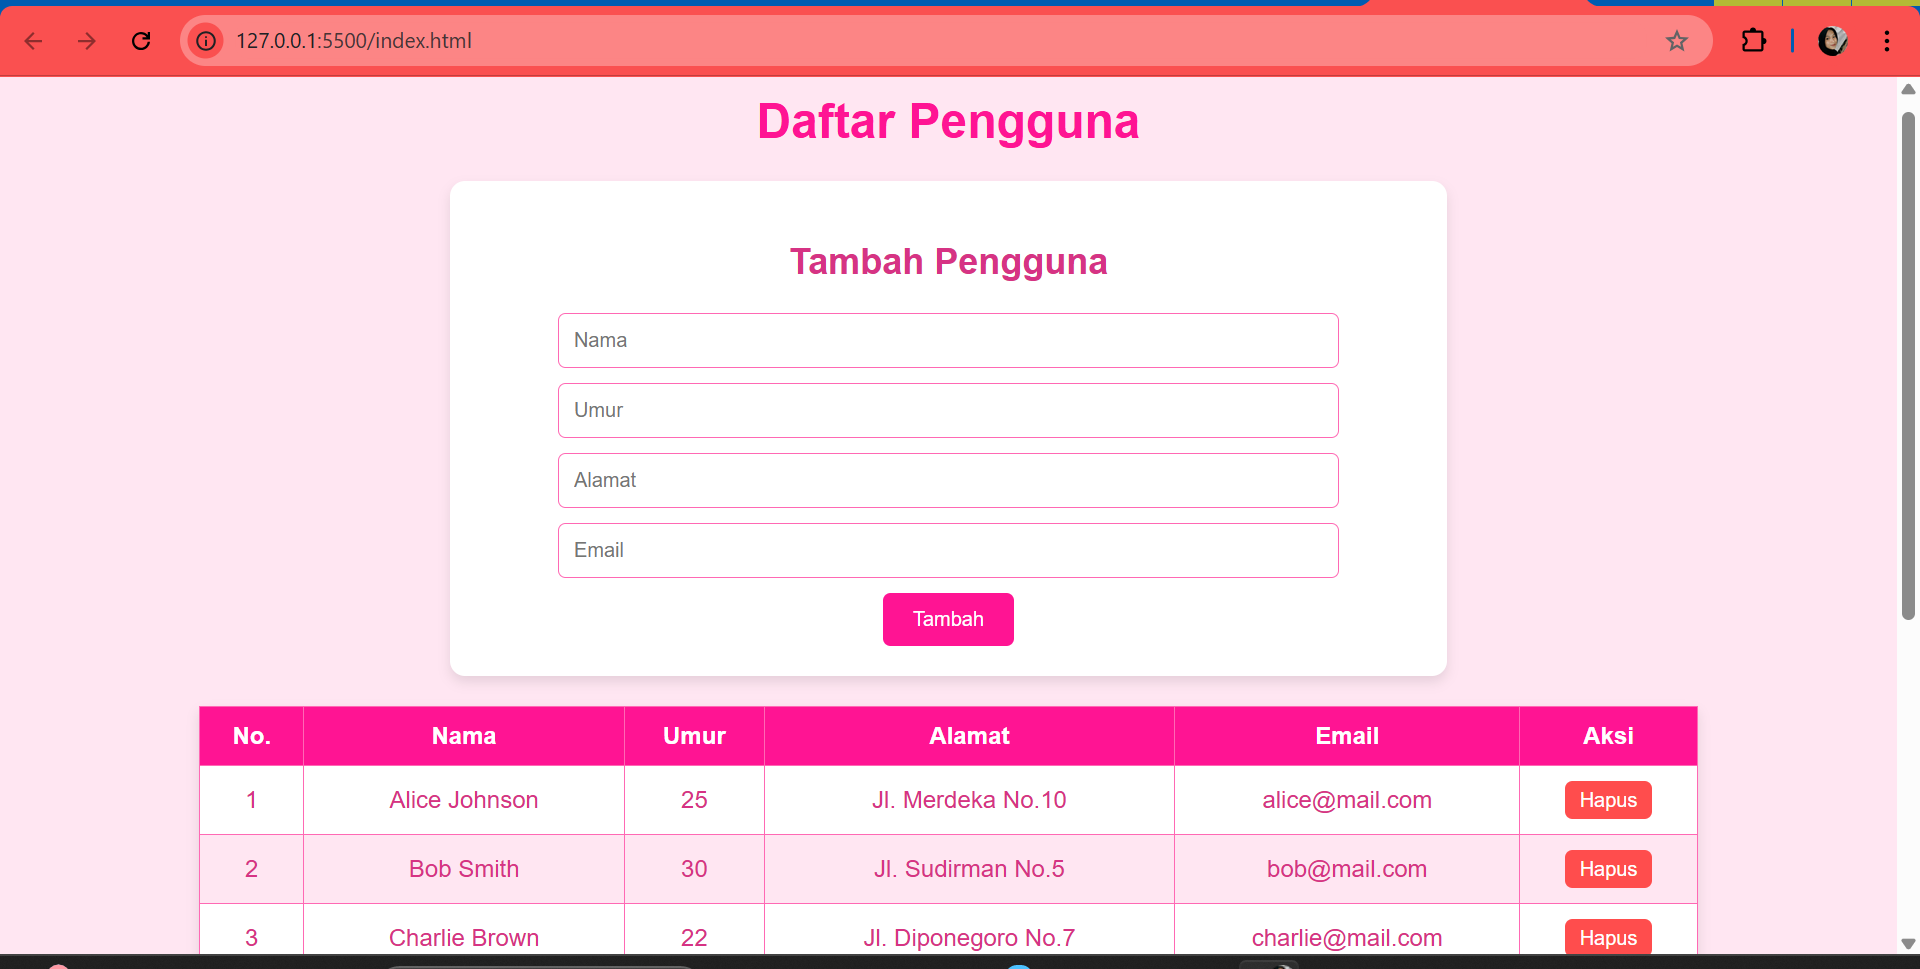 127.0.0.1:5500/index.html
Daftar Pengguna
Tambah Pengguna
Nama
Umur
Alamat
Email
Tambah
No. Nama Umur Alamat Email Aksi
1 Alice Johnson 25 Jl. Merdeka No.10 alice@mail.com Hapus
2 Bob Smith 30 Jl. Sudirman No.5 bob@mail.com Hapus
3 Charlie Brown 22 Jl. Diponegoro No.7 charlie@mail.com Hapus